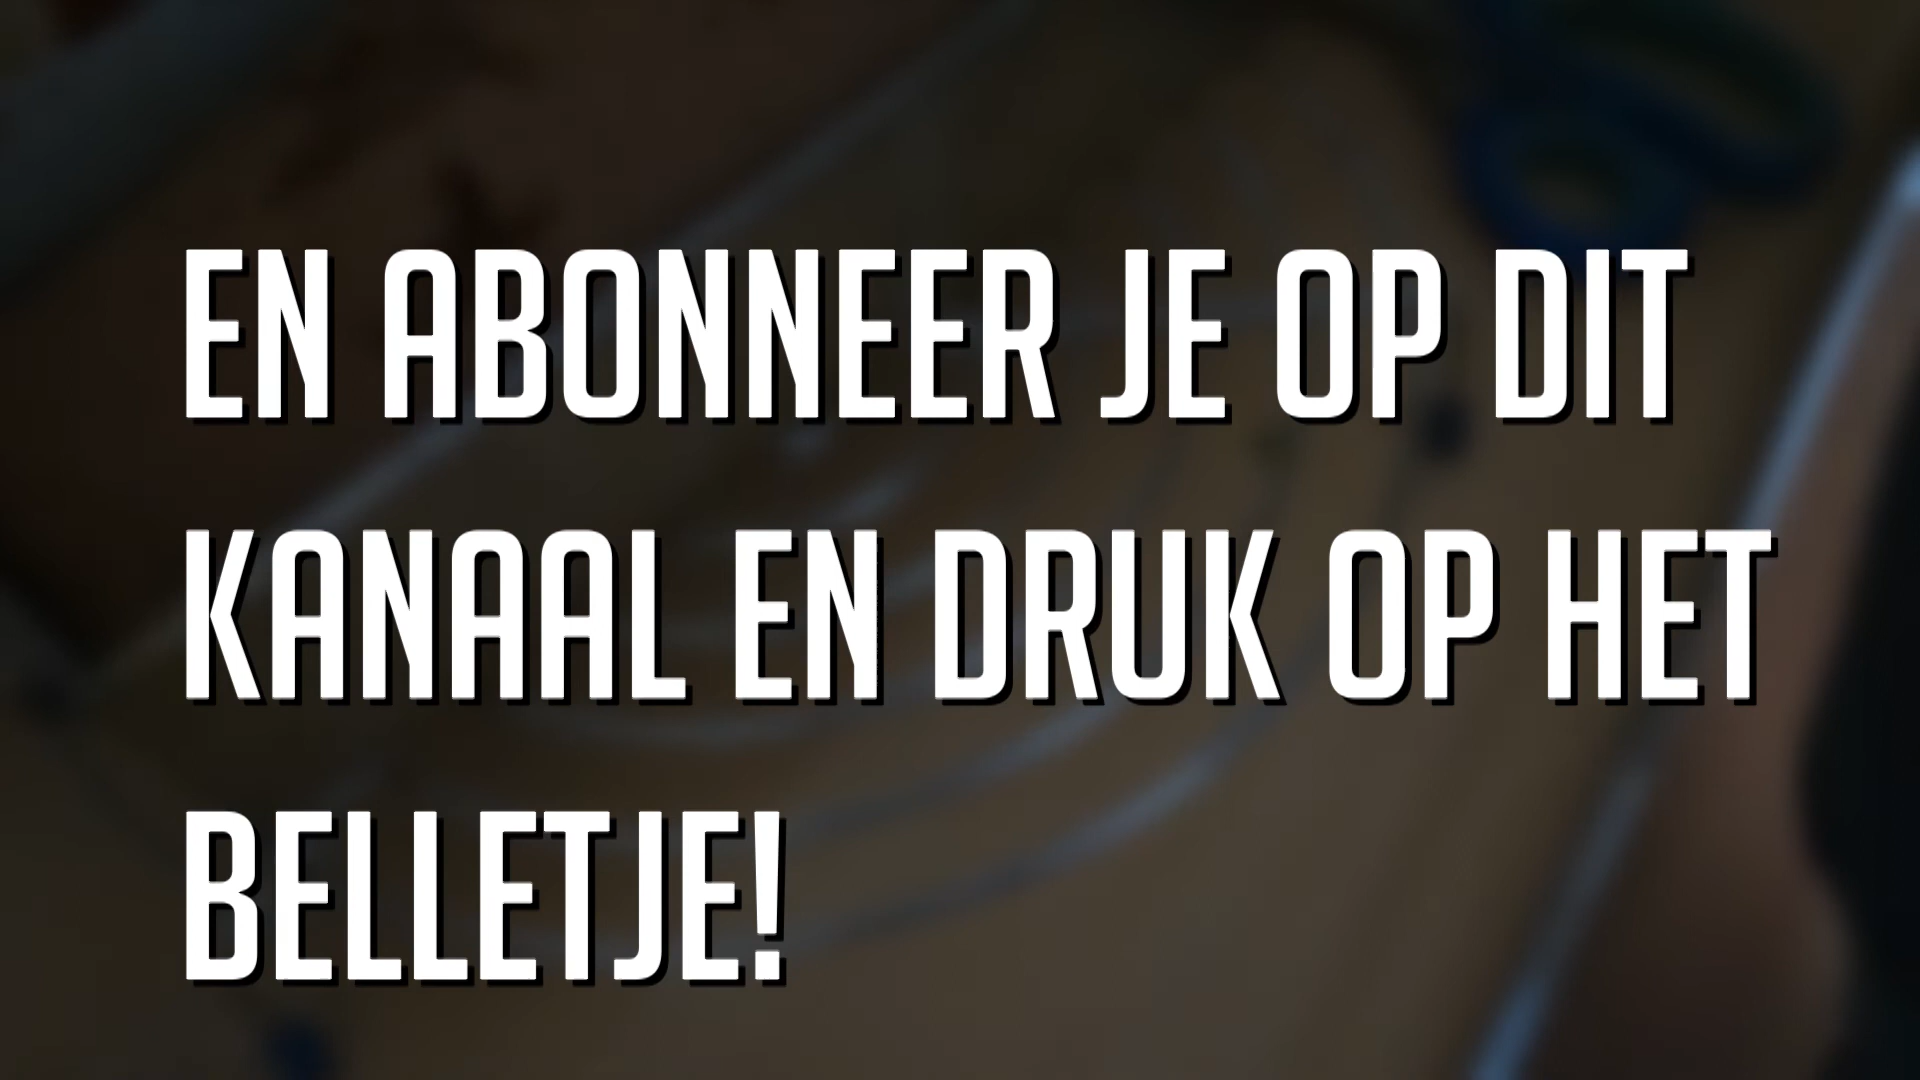 EN ABONNEER JE OP DIT
KANAAL EN DRUK OP HET
BELLETJE!